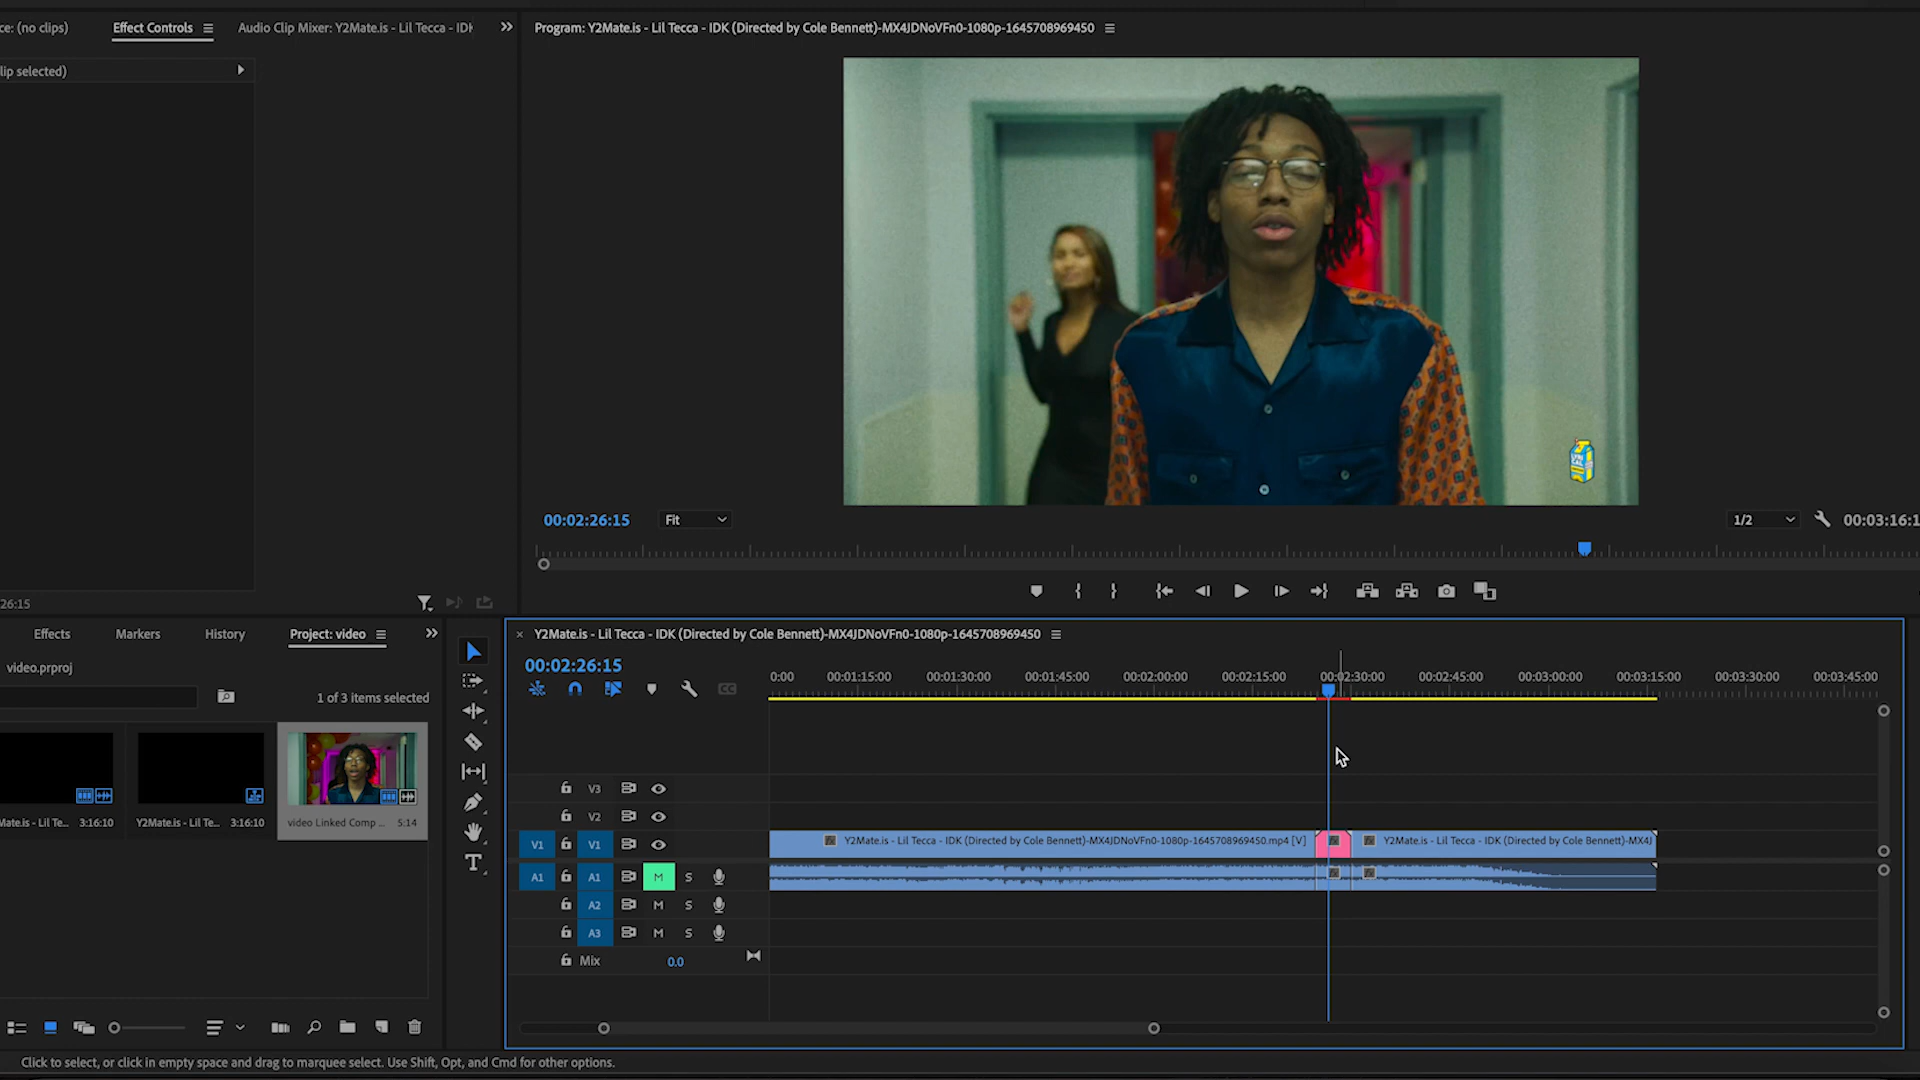 ce: (no clips)
Effect Controls
Audio Clip Mixer: Y2Mate.is - Lil Tecca - IDK
Program: Y2Mate.is - Lil Tecca - IDK (Directed by Cole Bennett)-MX4JDNoVFn0-1080p-1645708969450
lip selected)
LYRI
CAL
00:02:26:15
Fit
1/2
00:03:16:1
26:15
Effects
Markers
History
Project: video
Y2Mate.is - Lil Tecca - IDK (Directed by Cole Bennett)-MX4JDNoVFn0-1080p-1645708969450
video.prproj
00:02:26:15
0:00 00:01:15:00 00:01:30:00 00:01:45:00 00:02:00:00 00:02:15:00 00:02:30:00 00:02:45:00 00:03:00:00 00:03:15:00 00:03:30:00 00:03:45:00
1 of 3 items selected
V3
V2
Mate.is - Lil Te... 3:16:10
Y2Mate.is - Lil Te... 3:16:10
video Linked Comp ... 5:14
V1 V1
Y2Mate.is - Lil Tecca - IDK (Directed by Cole Bennett)-MX4JDNoVFn0-1080p-1645708969450.mp4 [V]
Y2Mate.is - Lil Tecca - IDK (Directed by Cole Bennett)-MX4J
A1 A1 M S
A2 M S
A3 M S
Mix 0.0
Click to select, or click in empty space and drag to marquee select. Use Shift, Opt, and Cmd for other options.